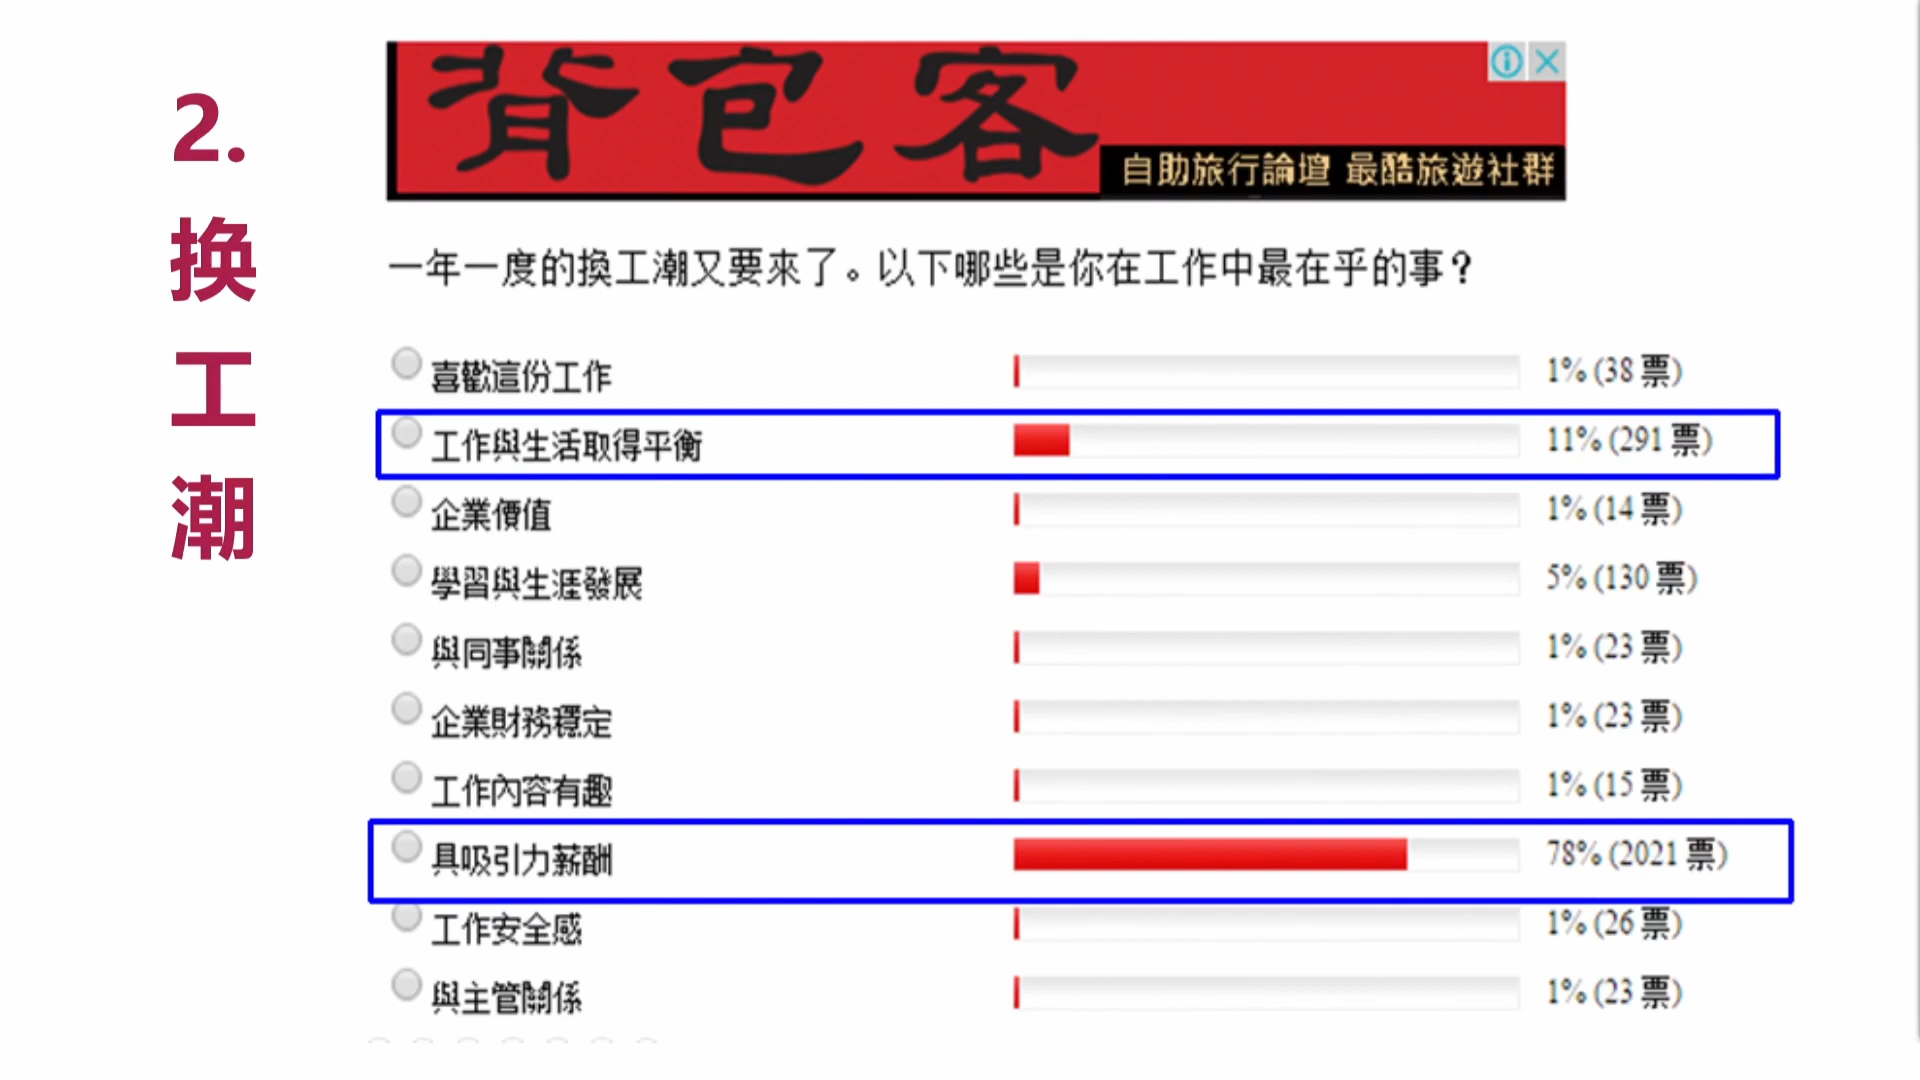 2.
换
工
潮
背包客
自助旅行論壇 最酷旅遊社群
一年一度的換工潮又要來了。以下哪些是你在工作中最在乎的事？
喜歡這份工作 1% (38 票)
工作與生活取得平衡 11% (291 票)
企業價值 1% (14 票)
學習與生涯發展 5% (130 票)
與同事關係 1% (23 票)
企業財務穩定 1% (23 票)
工作內容有趣 1% (15 票)
具吸引力薪酬 78% (2021 票)
工作安全感 1% (26 票)
與主管關係 1% (23 票)